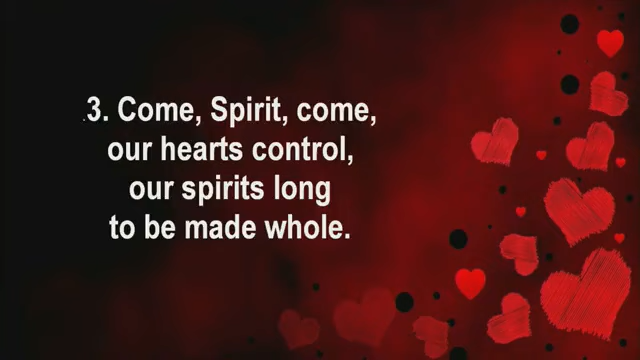 .3. Come, Spirit, come,
our hearts control,
our spirits long
to be made whole.